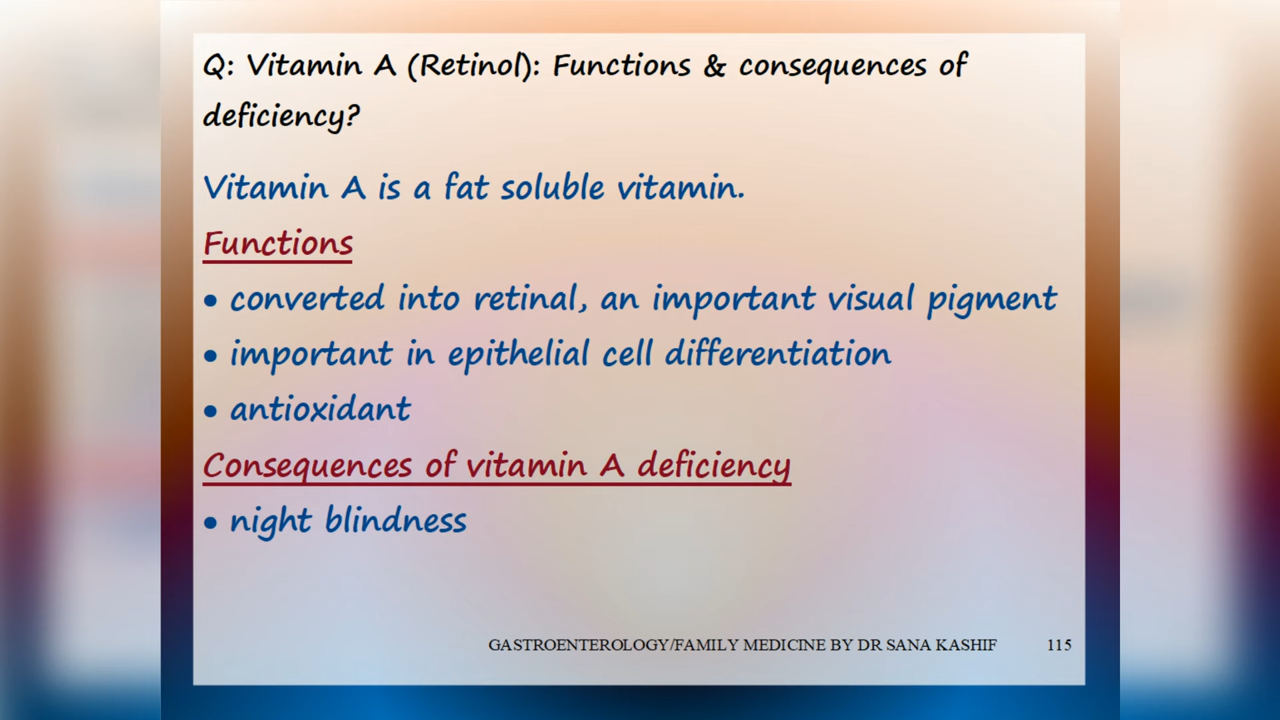 Q: Vitamin A (Retinol): Functions & consequences of
deficiency?
Vitamin A is a fat soluble vitamin.
Functions
• converted into retinal, an important visual pigment
• important in epithelial cell differentiation
• antioxidant
Consequences of vitamin A deficiency
• night blindness
GASTROENTEROLOGY/FAMILY MEDICINE BY DR SANA KASHIF 115